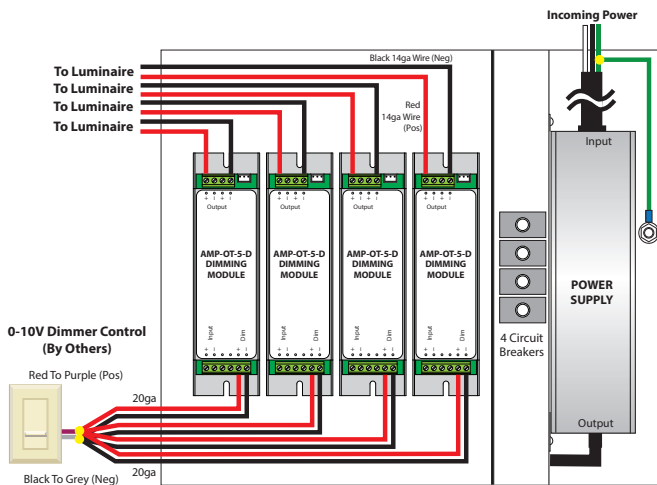 Incoming Power
Black 14ga Wire (Neg)
To Luminaire
To Luminaire
To Luminaire
To Luminaire
Red
14ga Wire
(Pos)
Input
+ - + -
Output
+ - + -
Output
+ - + -
Output
+ - + -
Output
AMP-OT-5-D
DIMMING
MODULE
AMP-OT-5-D
DIMMING
MODULE
AMP-OT-5-D
DIMMING
MODULE
AMP-OT-5-D
DIMMING
MODULE
POWER
SUPPLY
4 Circuit
Breakers
Input
Dim
+ - + -
Input
Dim
+ - + -
Input
Dim
+ - + -
Input
Dim
+ - + -
0-10V Dimmer Control
(By Others)
Red To Purple (Pos)
20ga
Output
Black To Grey (Neg)
20ga